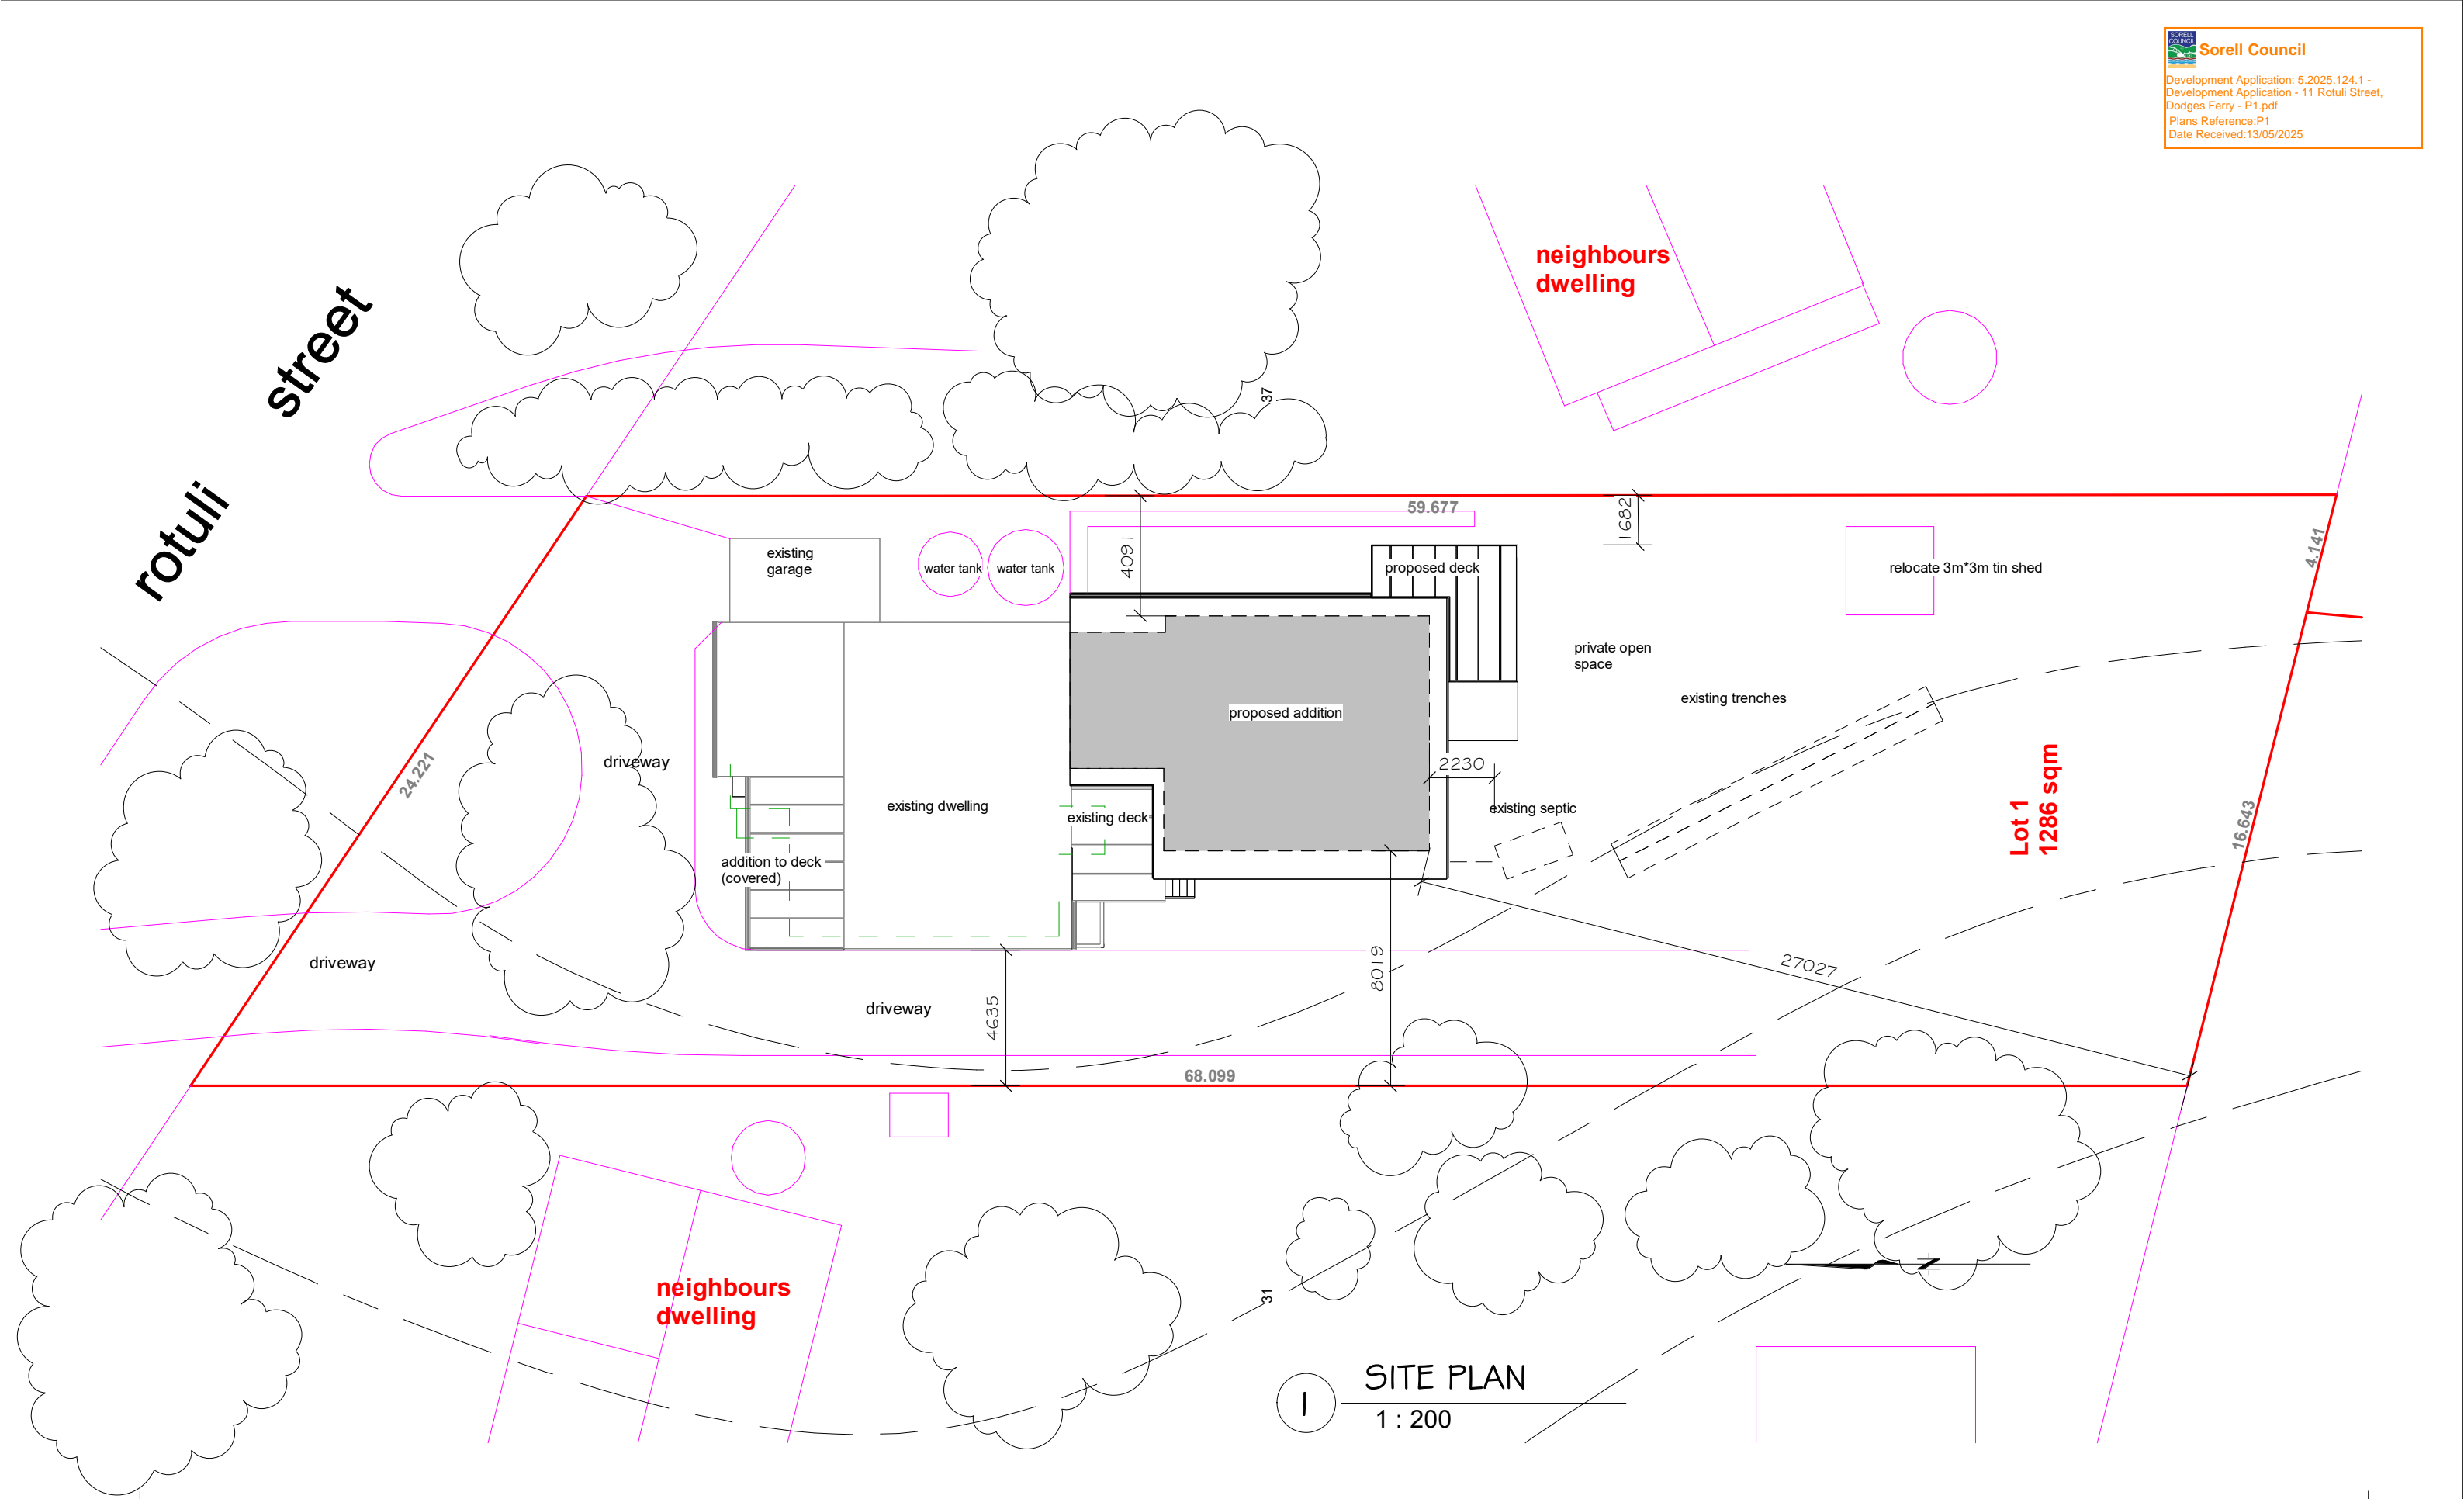 SORELL
COUNCIL
Sorell Council
Development Application: 5.2025.124.1 -
Development Application - 11 Rotuli Street,
Dodges Ferry - P1.pdf
Plans Reference:P1
Date Received:13/05/2025
neighbours
dwelling
street
rotuli
37
59.677
1682
4.141
4091
existing
garage
water tank
water tank
proposed deck
relocate 3m*3m tin shed
private open
space
existing trenches
proposed addition
2230
24.221
driveway
existing dwelling
existing deck
existing septic
Lot 1
1286 sqm
16.643
addition to deck
(covered)
driveway
driveway
4635
8019
27027
68.099
neighbours
dwelling
31
N
1
SITE PLAN
1 : 200